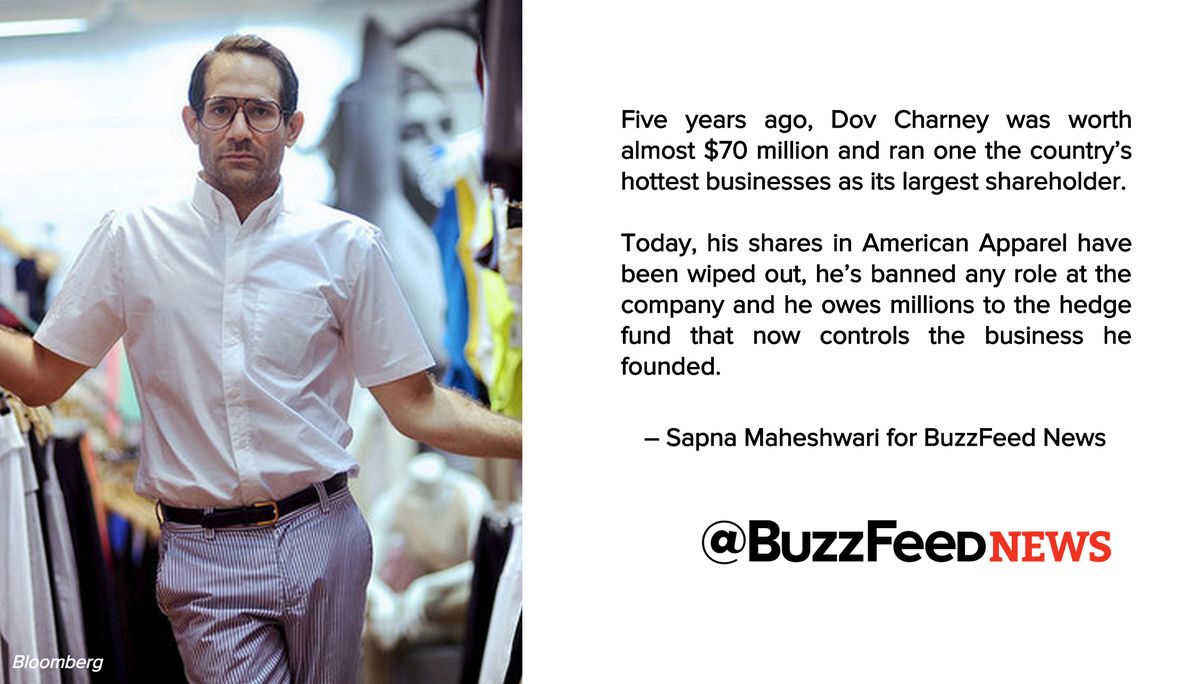 Five years ago, Dov Charney was worth
almost $70 million and ran one the country's
hottest businesses as its largest shareholder.
Today, his shares in American Apparel have
been wiped out, he's banned any role at the
company and he owes millions to the hedge
fund that now controls the business he
founded.
– Sapna Maheshwari for BuzzFeed News
@BuzzFeed NEWS
Bloomberg